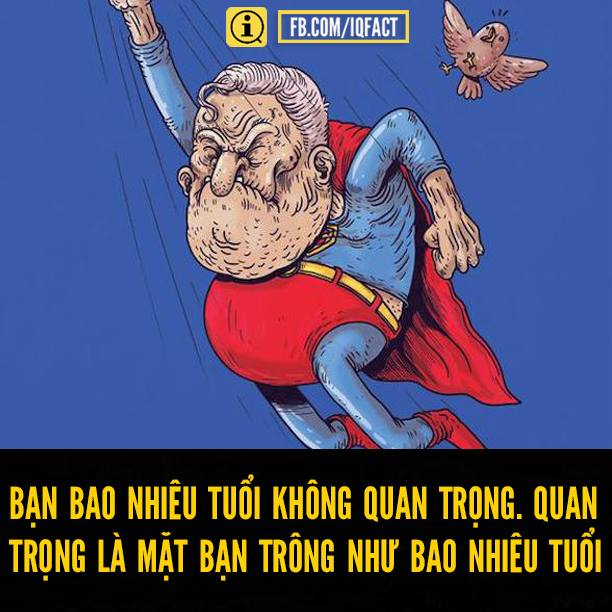 FB.COM/IQFACT
BẠN BAO NHIÊU TUỔI KHÔNG QUAN TRỌNG. QUAN
TRỌNG LÀ MẶT BẠN TRÔNG NHƯ BAO NHIÊU TUỔI